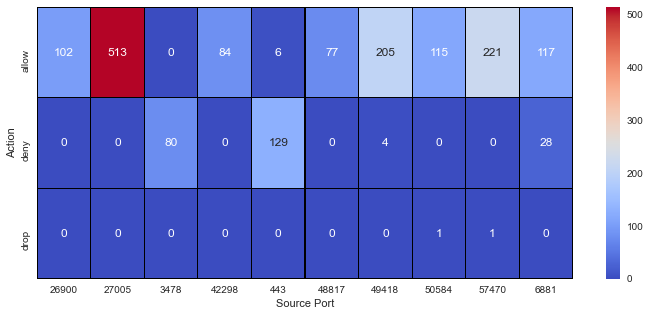 102 513 0 84 6 77 205 115 221 117
0 0 80 0 129 0 4 0 0 28
0 0 0 0 0 0 0 1 1 0
allow
deny
drop
Action
26900 27005 3478 42298 443 48817 49418 50584 57470 6881
Source Port
500
400
300
200
100
0